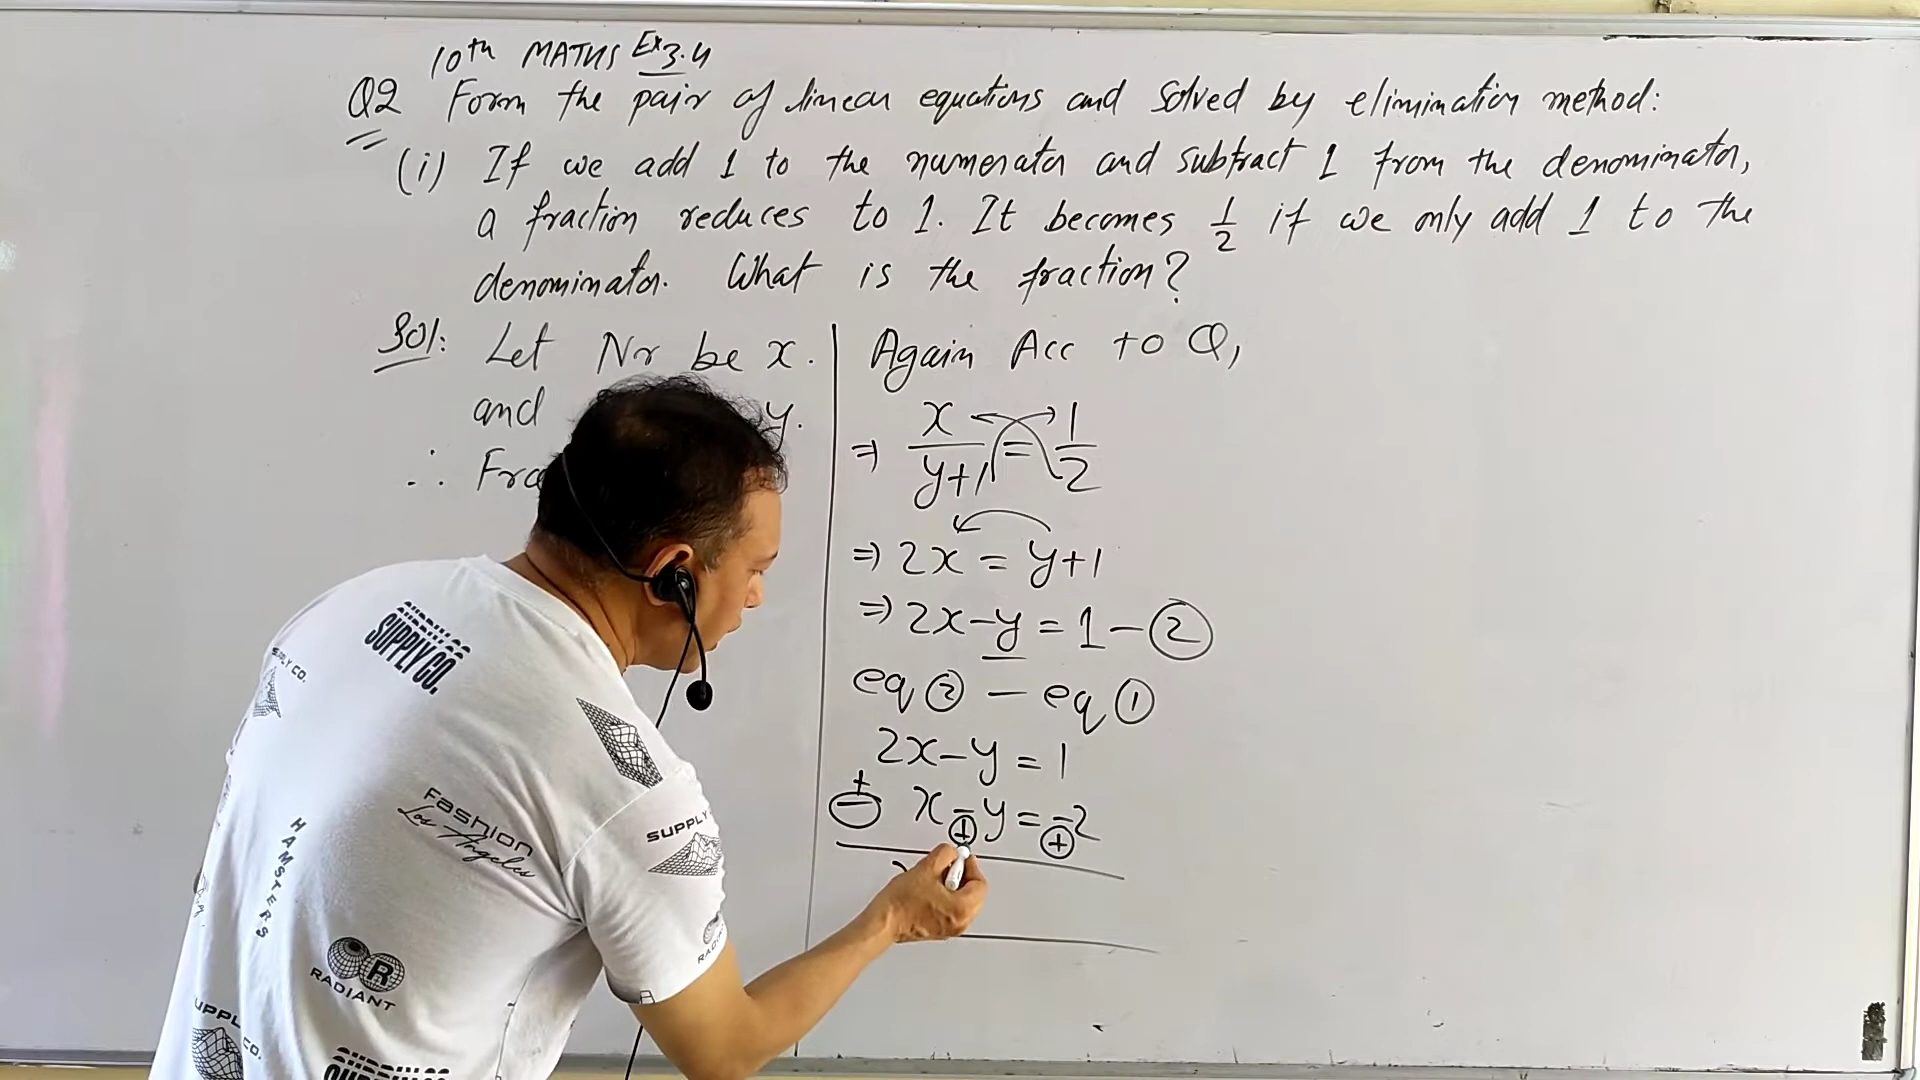 10th MATHS Ex 3.4
Q2 Form the pair of linear equations and solved by elimination method:
(i) If we add 1 to the numerator and subtract 1 from the denominator,
a fraction reduces to 1. It becomes 1/2 if we only add 1 to the
denominator. What is the fraction?
Sol: Let Nr be x.
and y.
∴ Fra
Again Acc to Q,
⇒ x/(y+1) = 1/2
⇒ 2x = y+1
⇒ 2x-y = 1 - ②
eq ② - eq ①
2x-y = 1
x-y = -2
+ - + +
SUPPLY CO.
SUPPLY CO.
Fashion
Los Angeles
SUPPLY
HAMSTERS
R
RADIANT